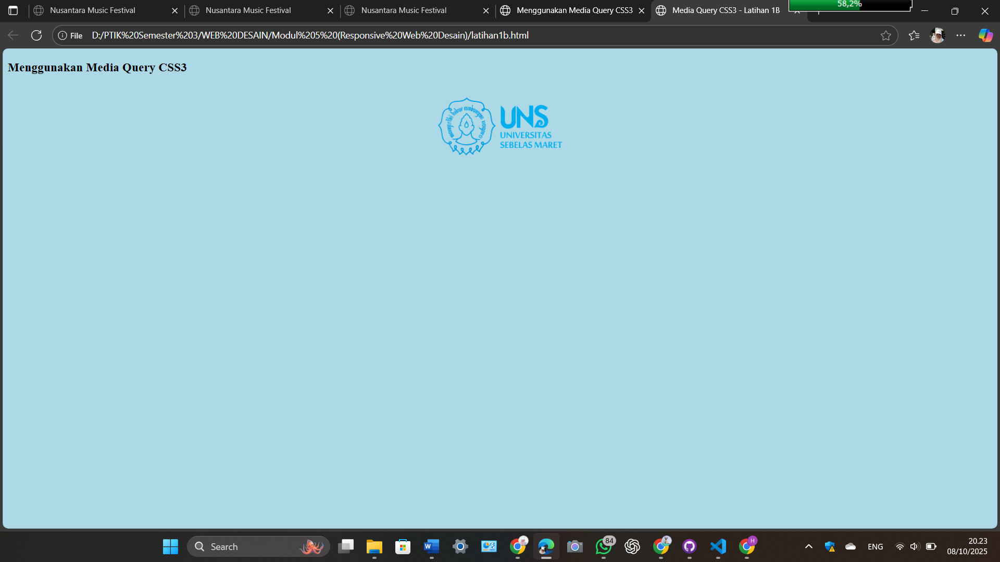 Nusantara Music Festival
Nusantara Music Festival
Nusantara Music Festival
Menggunakan Media Query CSS3
Media Query CSS3 - Latihan 1B
58,2%
File
D:/PTIK%20Semester%203/WEB%20DESAIN/Modul%205%20(Responsive%20Web%20Desain)/latihan1b.html
Menggunakan Media Query CSS3
UNS
UNIVERSITAS
SEBELAS MARET
Search
84
H
ENG
20.23
08/10/2025